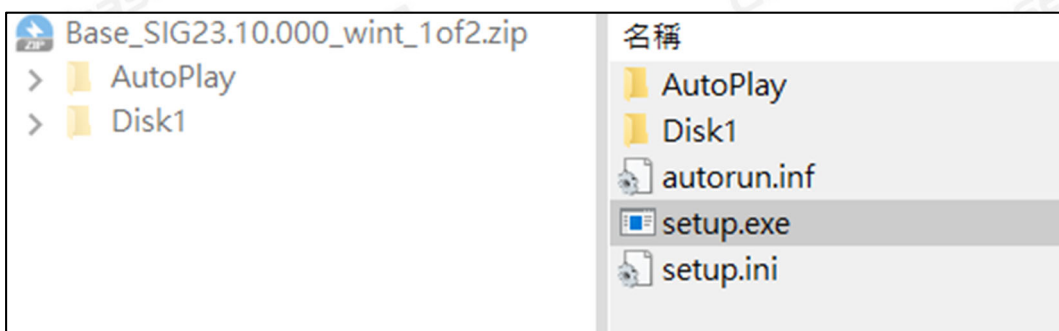 Base_SIG23.10.000_wint_1of2.zip
AutoPlay
Disk1
名稱
AutoPlay
Disk1
autorun.inf
setup.exe
setup.ini